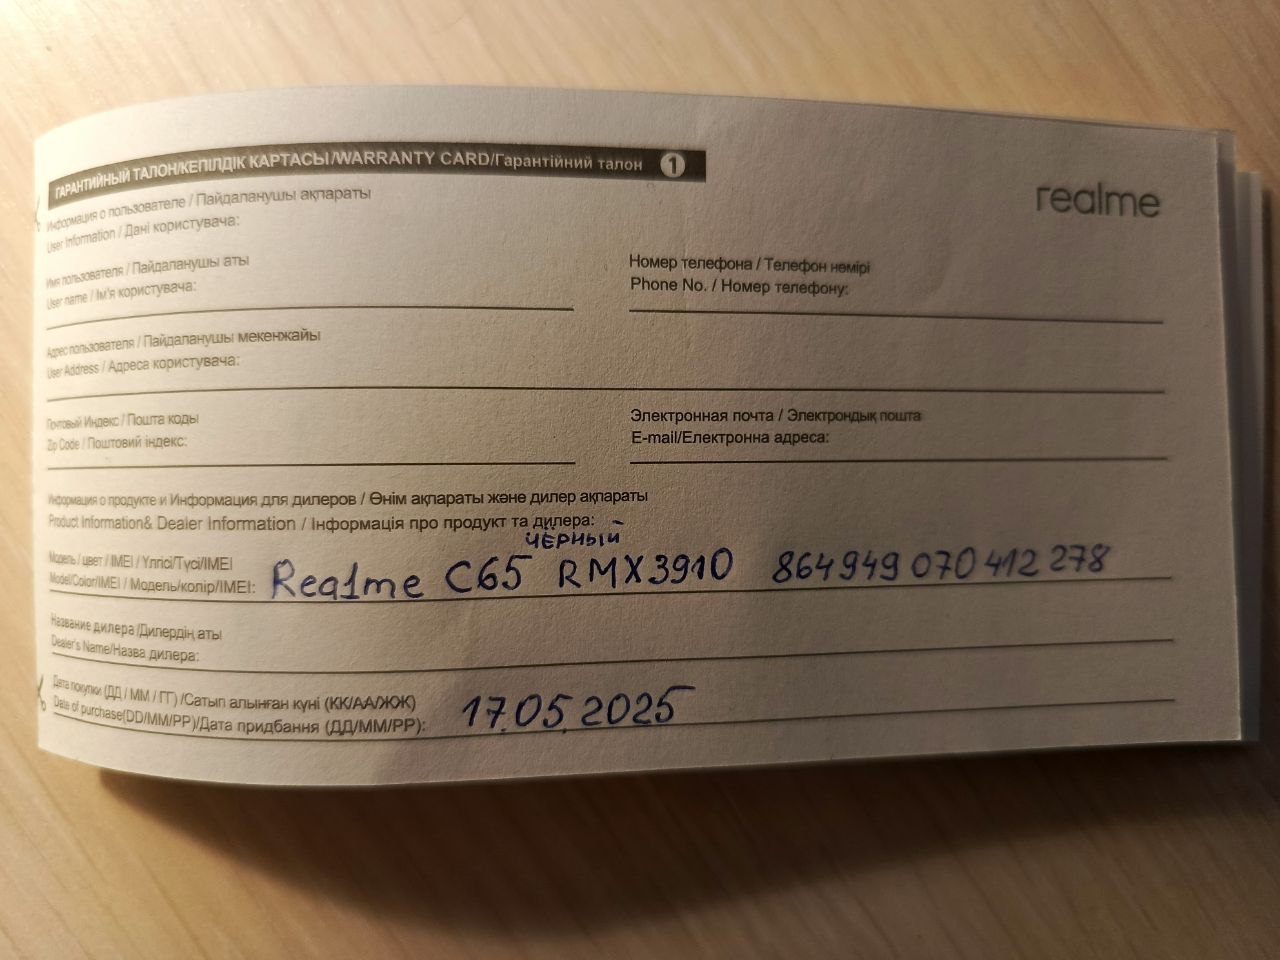 ГАРАНТИЙНЫЙ ТАЛОН/КЕПІЛДІК КАРТАСЫ/WARRANTY CARD/Гарантійний талон 1
realme
Информация о пользователе / Пайдаланушы ақпараты
User Information / Дані користувача:
Имя пользователя / Пайдаланушы аты
User name / Ім'я користувача:
Номер телефона / Телефон нөмірі
Phone No. / Номер телефону:
Адрес пользователя / Пайдаланушы мекенжайы
User Address / Адреса користувача:
Почтовый Индекс / Пошта коды
Zip Code / Поштовий індекс:
Электронная почта / Электрондық пошта
E-mail/Електронна адреса:
Информация о продукте и Информация для дилеров / Өнім ақпараты және дилер ақпараты
Product Information& Dealer Information / Інформація про продукт та дилера:
ЧЁРНЫЙ
Модель / цвет / IMEI / Үлгісі/Түсі/IMEI
Model/Color/IMEI / Модель/колір/IMEI: Realme C65 RMX3910 864949070412278
Название дилера /Дилердің аты
Dealer's Name/Назва дилера:
Дата покупки (ДД / ММ / ГГ) /Сатып алынған күні (КК/АА/ЖЖ)
Date of purchase(DD/MM/PP)/Дата придбання (ДД/ММ/РР): 17.05.2025